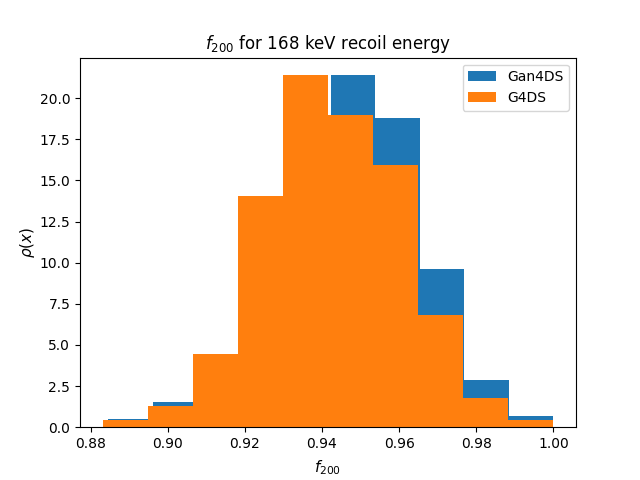 f₂₀₀ for 168 keV recoil energy
Gan4DS
G4DS
20.0
17.5
15.0
12.5
10.0
7.5
5.0
2.5
0.0
ρ(x)
0.88 0.90 0.92 0.94 0.96 0.98 1.00
f₂₀₀